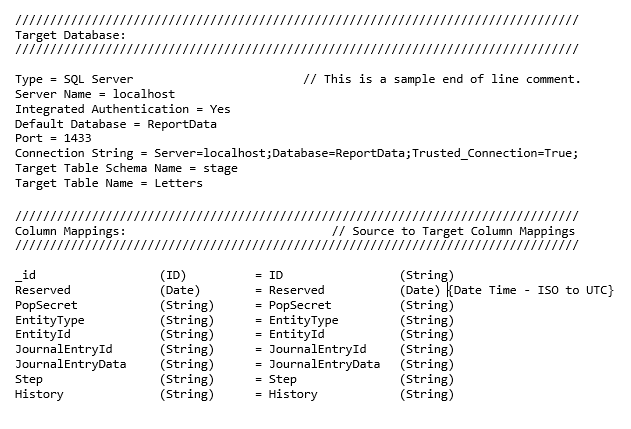 ////////////////////////////////////////////////////////////////////////////////
Target Database:
////////////////////////////////////////////////////////////////////////////////
Type = SQL Server // This is a sample end of line comment.
Server Name = localhost
Integrated Authentication = Yes
Default Database = ReportData
Port = 1433
Connection String = Server=localhost;Database=ReportData;Trusted_Connection=True;
Target Table Schema Name = stage
Target Table Name = Letters
////////////////////////////////////////////////////////////////////////////////
Column Mappings: // Source to Target Column Mappings
////////////////////////////////////////////////////////////////////////////////
_id (ID) = ID (String)
Reserved (Date) = Reserved (Date) {Date Time - ISO to UTC}
PopSecret (String) = PopSecret (String)
EntityType (String) = EntityType (String)
EntityId (String) = EntityId (String)
JournalEntryId (String) = JournalEntryId (String)
JournalEntryData (String) = JournalEntryData (String)
Step (String) = Step (String)
History (String) = History (String)